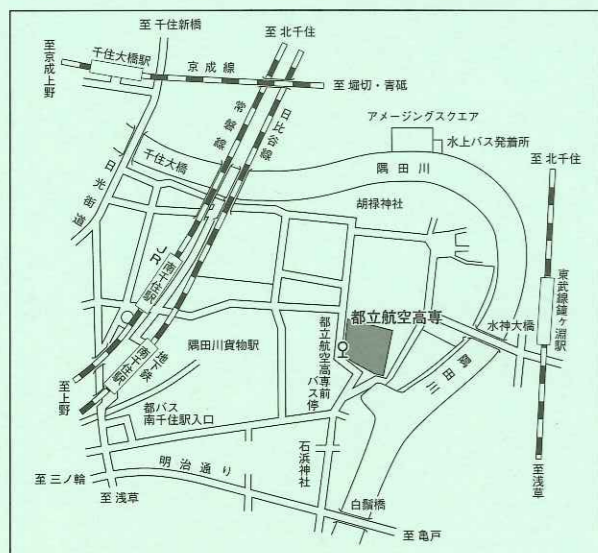 至 千住新橋
至 北千住
千住大橋駅
至京成上野
京成線
至 堀切・青砥
常磐線
日比谷線
アメージングスクエア
水上バス発着所
千住大橋
隅田川
至 北千住
日光街道
胡禄神社
JR
南千住駅
東武線鐘ヶ淵駅
都立航空高専
水神大橋
隅田川貨物駅
都立航空高専前
バス停
隅田川
地下鉄
南千住駅
至上野
都バス
南千住駅入口
石浜神社
明治通り
至 三ノ輪
至 浅草
至浅草
白鬚橋
至 亀戸